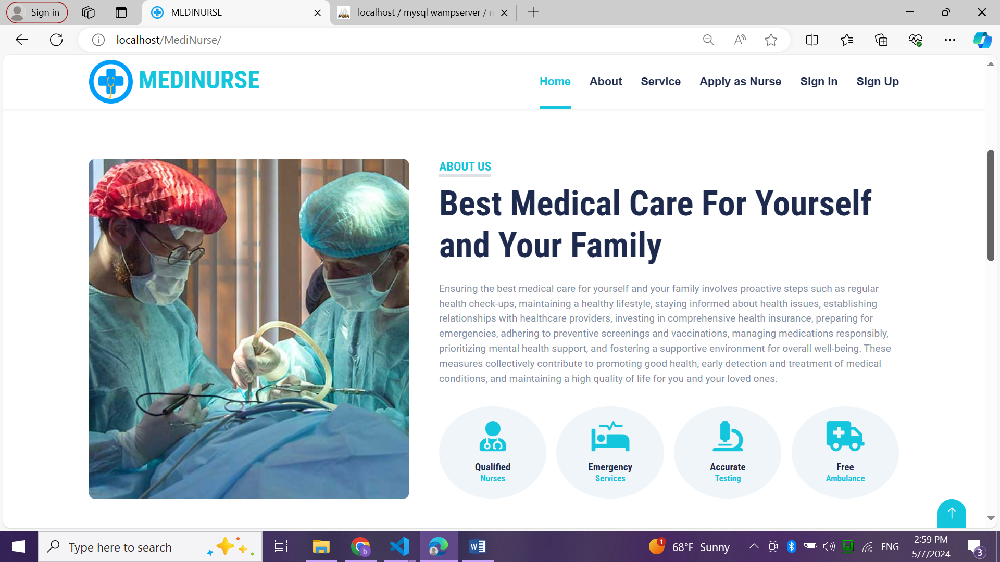 Sign in
MEDINURSE
localhost / mysql wampserver /
localhost/MediNurse/
MEDINURSE
Home
About
Service
Apply as Nurse
Sign In
Sign Up
ABOUT US
Best Medical Care For Yourself
and Your Family
Ensuring the best medical care for yourself and your family involves proactive steps such as regular
health check-ups, maintaining a healthy lifestyle, staying informed about health issues, establishing
relationships with healthcare providers, investing in comprehensive health insurance, preparing for
emergencies, adhering to preventive screenings and vaccinations, managing medications responsibly,
prioritizing mental health support, and fostering a supportive environment for overall well-being. These
measures collectively contribute to promoting good health, early detection and treatment of medical
conditions, and maintaining a high quality of life for you and your loved ones.
Qualified
Nurses
Emergency
Services
Accurate
Testing
Free
Ambulance
Type here to search
b
1
68°F Sunny
ENG
2:59 PM
5/7/2024
3